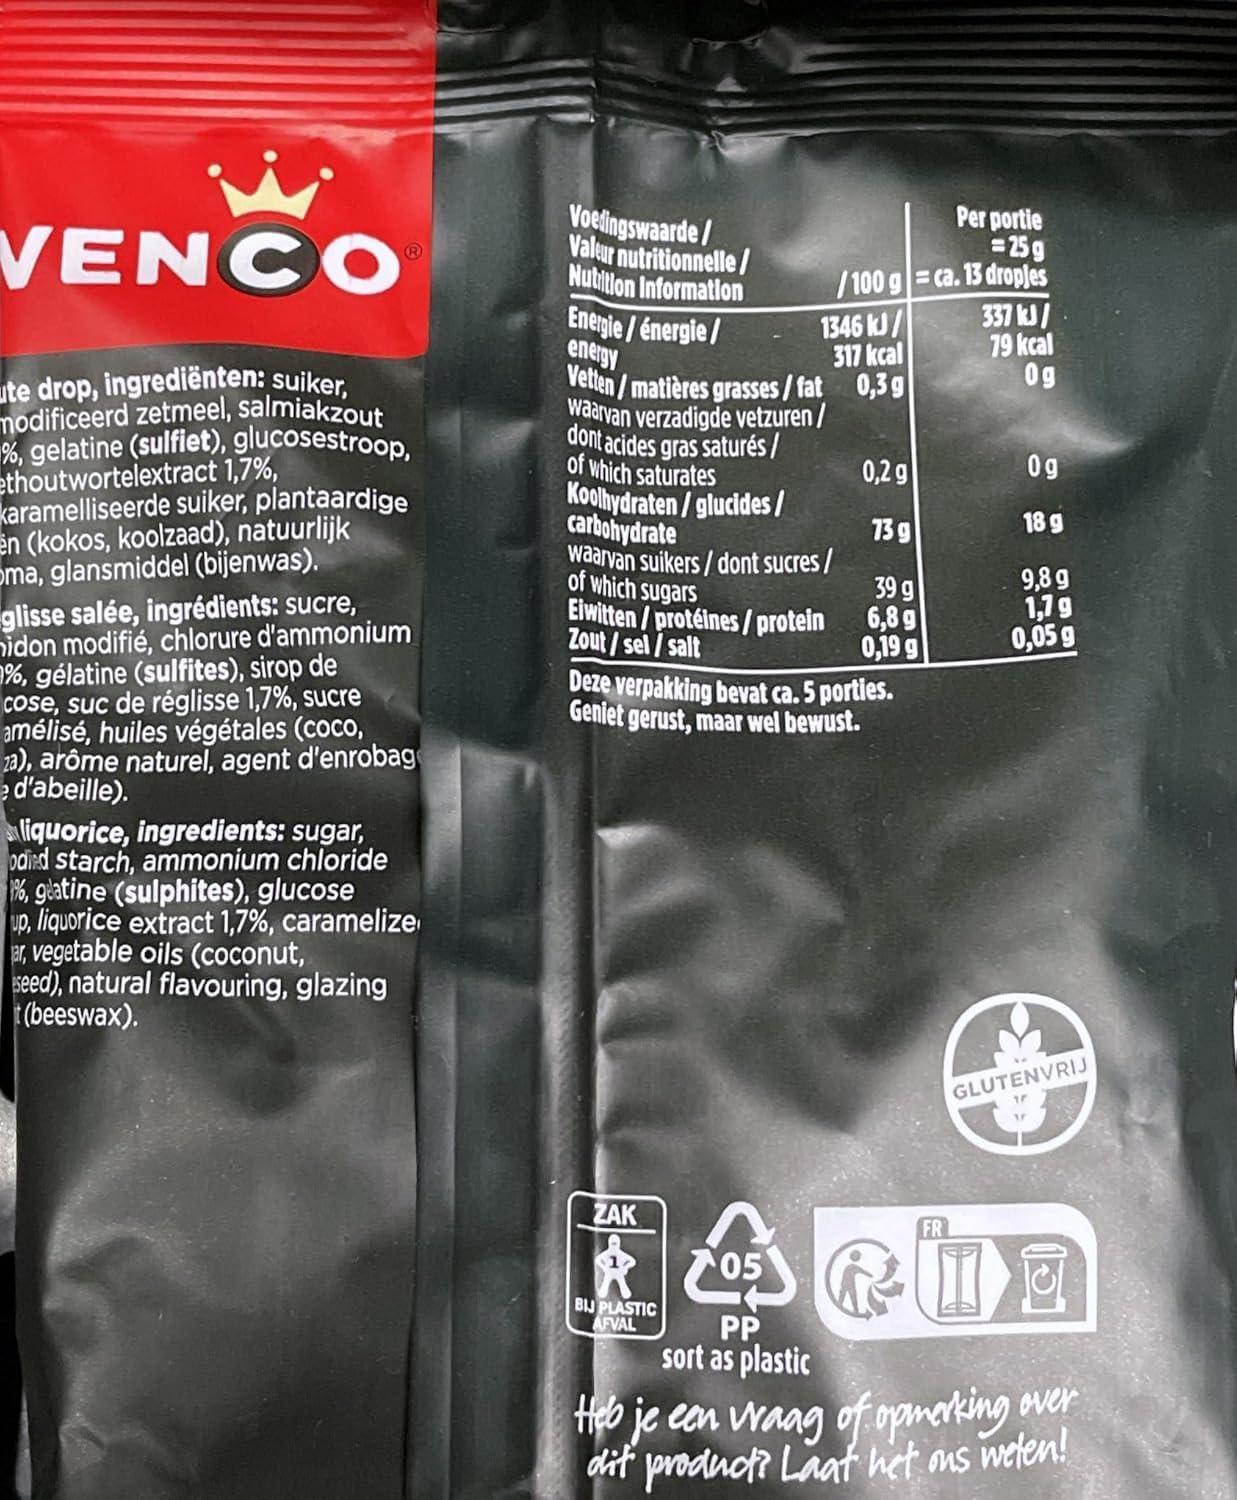 VENCO®
drop, ingrediënten: suiker,
zetmeel, salmiakzout
%, gelatine (sulfiet), glucosestroop,
1,7%,
karamelliseerde suiker, plantaardige
(kokos, koolzaad), natuurlijk
glansmiddel (bijenwas).
salée, ingrédients: sucre,
modifié, chlorure d'ammonium
%, gélatine (sulfites), sirop de
suc de réglisse 1,7%, sucre
huiles végétales (coco,
arôme naturel, agent d'enrobag
d'abeille).
liquorice, ingredients: sugar,
starch, ammonium chloride
%, gelatine (sulphites), glucose
liquorice extract 1,7%, caramelize
vegetable oils (coconut,
natural flavouring, glazing
(beeswax).
Voedingswaarde /
Valeur nutritionnelle /
Nutrition Information / 100 g
Per portie
= 25 g
= ca. 13 dropjes
Energie / énergie / 1346 kJ / 337 kJ /
energy 317 kcal 79 kcal
Vetten / matières grasses / fat 0,3 g 0 g
waarvan verzadigde vetzuren /
dont acides gras saturés /
of which saturates 0,2 g 0 g
Koolhydraten / glucides /
carbohydrate 73 g 18 g
waarvan suikers / dont sucres /
of which sugars 39 g 9,8 g
Eiwitten / protéines / protein 6,8 g 1,7 g
Zout / sel / salt 0,19 g 0,05 g
Deze verpakking bevat ca. 5 porties.
Geniet gerust, maar wel bewust.
GLUTENVRIJ
ZAK
1
BIJ PLASTIC
AFVAL
05
PP
sort as plastic
FR
Heb je een vraag of opmerking over
dit product? Laat het ons weten!